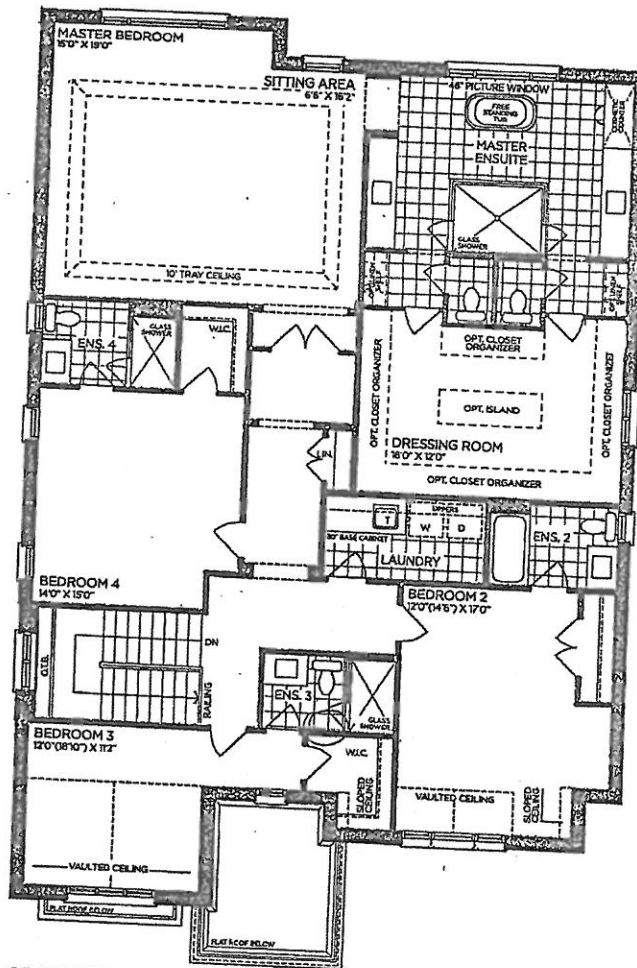 MASTER BEDROOM
15'0" X 19'0"
SITTING AREA
6'6" X 16'2"
48" PICTURE WINDOW
FREE
STANDING
TUB
COSMETIC
COUNTER
MASTER
ENSUITE
GLASS
SHOWER
10' TRAY CEILING
OPT. LINEN
SHELF
OPT. LINEN
SHELF
ENS. 4
GLASS
SHOWER
W.I.C.
OPT. CLOSET
ORGANIZER
OPT. CLOSET ORGANIZER
OPT. ISLAND
OPT. CLOSET ORGANIZER
DRESSING ROOM
18'0" X 12'0"
OPT. CLOSET ORGANIZER
LIN.
UPPERS
T
W
D
30" BASE CABINET
LAUNDRY
ENS. 2
BEDROOM 4
14'0" X 15'0"
BEDROOM 2
12'0"(14'6") X 17'0"
O.T.B.
DN
RAILING
ENS. 3
GLASS
SHOWER
BEDROOM 3
12'0"(18'10") X 11'2"
W.I.C.
SLOPED
CEILING
VAULTED CEILING
SLOPED
CEILING
VAULTED CEILING
FLAT ROOF BELOW
FLAT ROOF BELOW